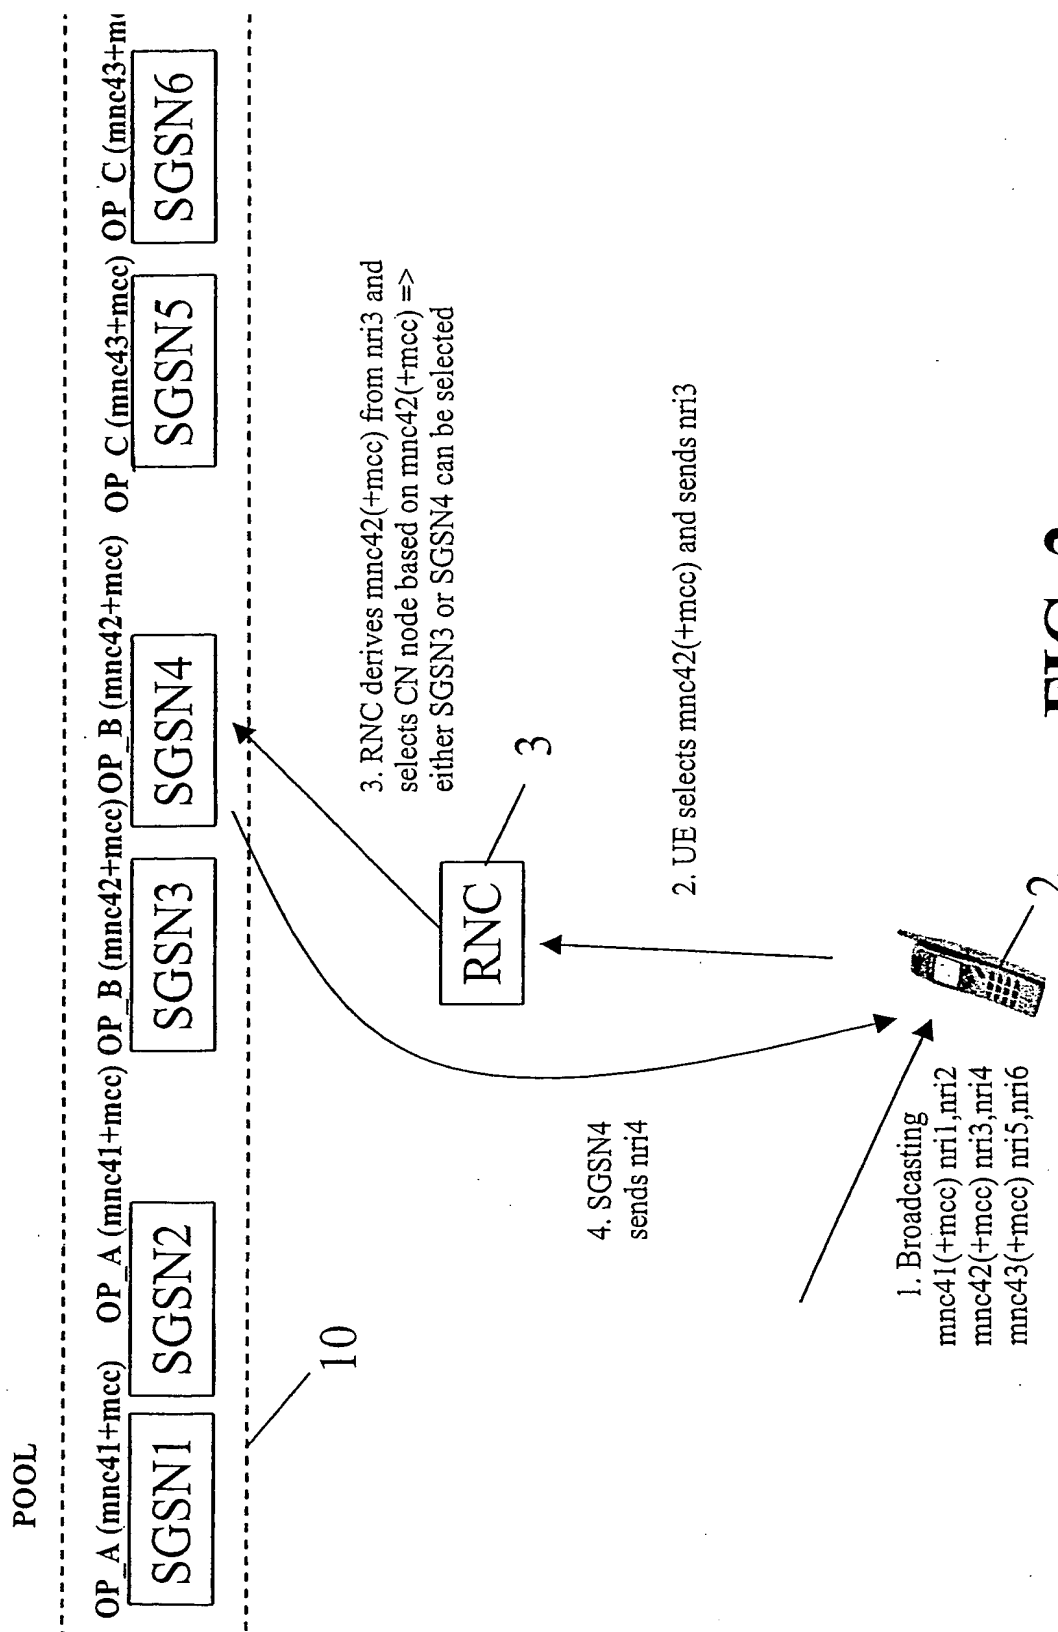 POOL
OP_A (mnc41+mcc)
OP_A (mnc41+mcc)
OP_B (mnc42+mcc)
OP_B (mnc42+mcc)
OP_C (mnc43+mcc)
OP_C (mnc43+m
SGSN1
SGSN2
SGSN3
SGSN4
SGSN5
SGSN6
10
3. RNC derives mnc42(+mcc) from nri3 and
selects CN node based on mnc42(+mcc) =>
either SGSN3 or SGSN4 can be selected
RNC
3
4. SGSN4
sends nri4
2. UE selects mnc42(+mcc) and sends nri3
1. Broadcasting
mnc41(+mcc) nri1,nri2
mnc42(+mcc) nri3,nri4
mnc43(+mcc) nri5,nri6
2
FIG.